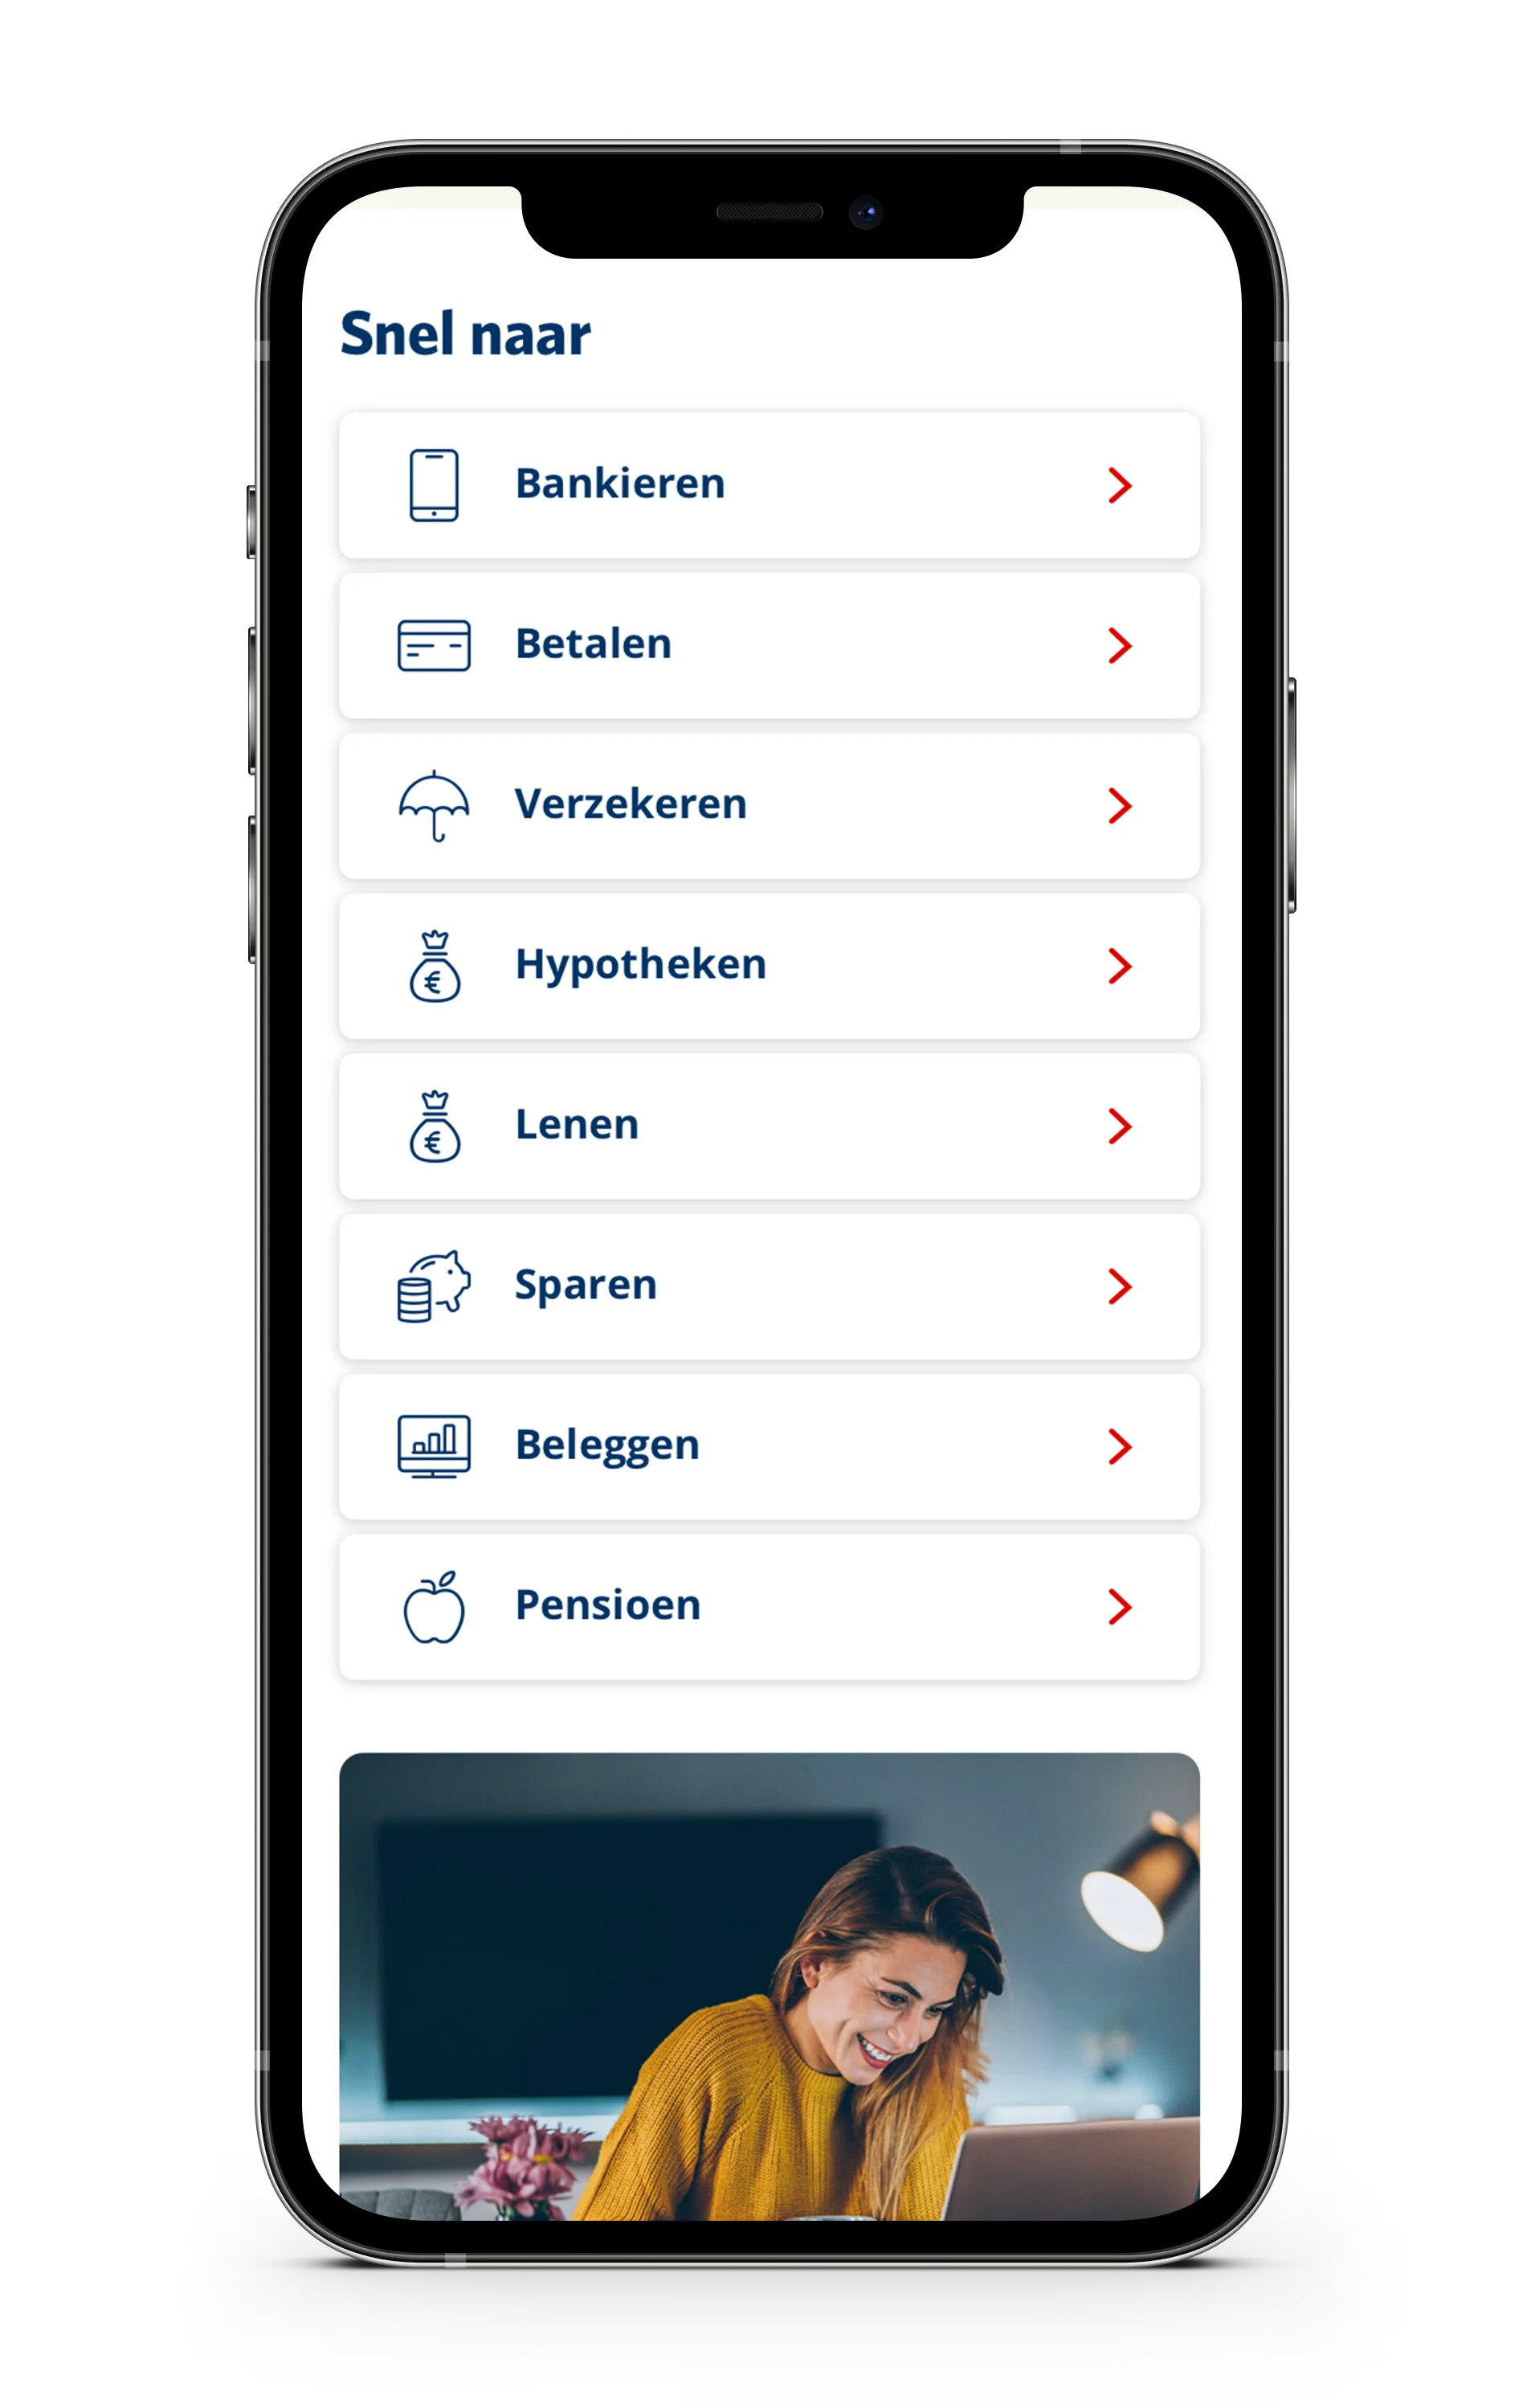 Snel naar
Bankieren
Betalen
Verzekeren
Hypotheken
Lenen
Sparen
Beleggen
Pensioen